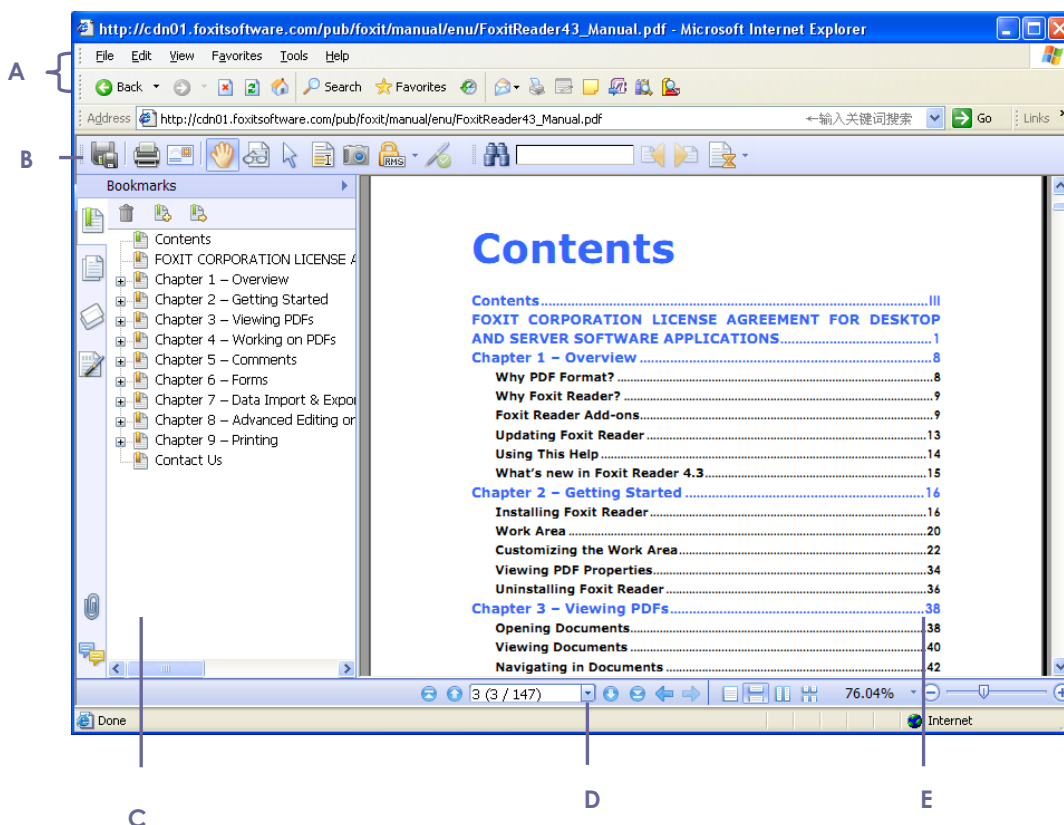 http://cdn01.foxitsoftware.com/pub/foxit/manual/enu/FoxitReader43_Manual.pdf - Microsoft Internet Explorer
File Edit View Favorites Tools Help
A
Back Search Favorites
Address http://cdn01.foxitsoftware.com/pub/foxit/manual/enu/FoxitReader43_Manual.pdf ←输入关键词搜索 Go Links
B
RMS
Bookmarks
Contents
FOXIT CORPORATION LICENSE A
Chapter 1 – Overview
Chapter 2 – Getting Started
Chapter 3 – Viewing PDFs
Chapter 4 – Working on PDFs
Chapter 5 – Comments
Chapter 6 – Forms
Chapter 7 – Data Import & Expor
Chapter 8 – Advanced Editing on
Chapter 9 – Printing
Contact Us
Contents
Contents III
FOXIT CORPORATION LICENSE AGREEMENT FOR DESKTOP
AND SERVER SOFTWARE APPLICATIONS 1
Chapter 1 – Overview 8
Why PDF Format? 8
Why Foxit Reader? 9
Foxit Reader Add-ons 9
Updating Foxit Reader 13
Using This Help 14
What's new in Foxit Reader 4.3 15
Chapter 2 – Getting Started 16
Installing Foxit Reader 16
Work Area 20
Customizing the Work Area 22
Viewing PDF Properties 34
Uninstalling Foxit Reader 36
Chapter 3 – Viewing PDFs 38
Opening Documents 38
Viewing Documents 40
Navigating in Documents 42
3 (3 / 147) 76.04%
Done Internet
C
D
E